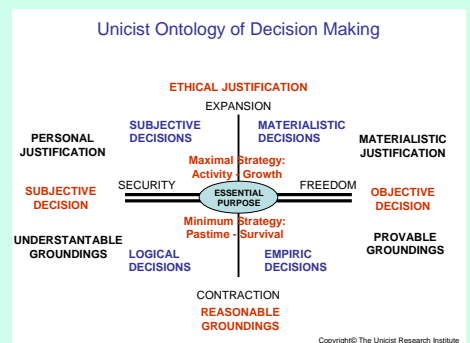 Unicist Ontology of Decision Making
ETHICAL JUSTIFICATION
EXPANSION
PERSONAL
JUSTIFICATION
SUBJECTIVE
DECISIONS
MATERIALISTIC
DECISIONS
MATERIALISTIC
JUSTIFICATION
Maximal Strategy:
Activity - Growth
SUBJECTIVE
DECISION
SECURITY
ESSENTIAL
PURPOSE
FREEDOM
OBJECTIVE
DECISION
Minimum Strategy:
Pastime - Survival
UNDERSTANTABLE
GROUNDINGS
LOGICAL
DECISIONS
EMPIRIC
DECISIONS
PROVABLE
GROUNDINGS
CONTRACTION
REASONABLE
GROUNDINGS
Copyright© The Unicist Research Institute